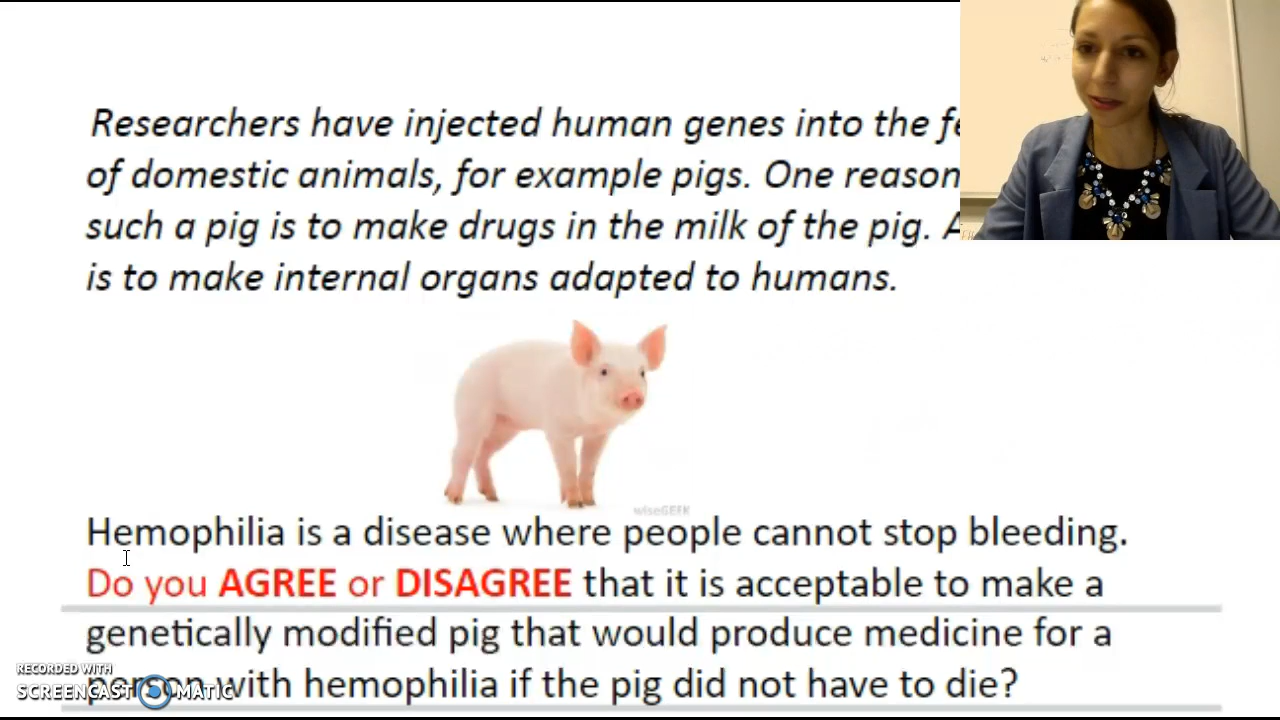 Researchers have injected human genes into the
of domestic animals, for example pigs. One reason
such a pig is to make drugs in the milk of the pig.
is to make internal organs adapted to humans.
wiseGEEK
Hemophilia is a disease where people cannot stop bleeding.
Do you AGREE or DISAGREE that it is acceptable to make a
genetically modified pig that would produce medicine for a
person with hemophilia if the pig did not have to die?
RECORDED WITH
SCREENCAST MATIC